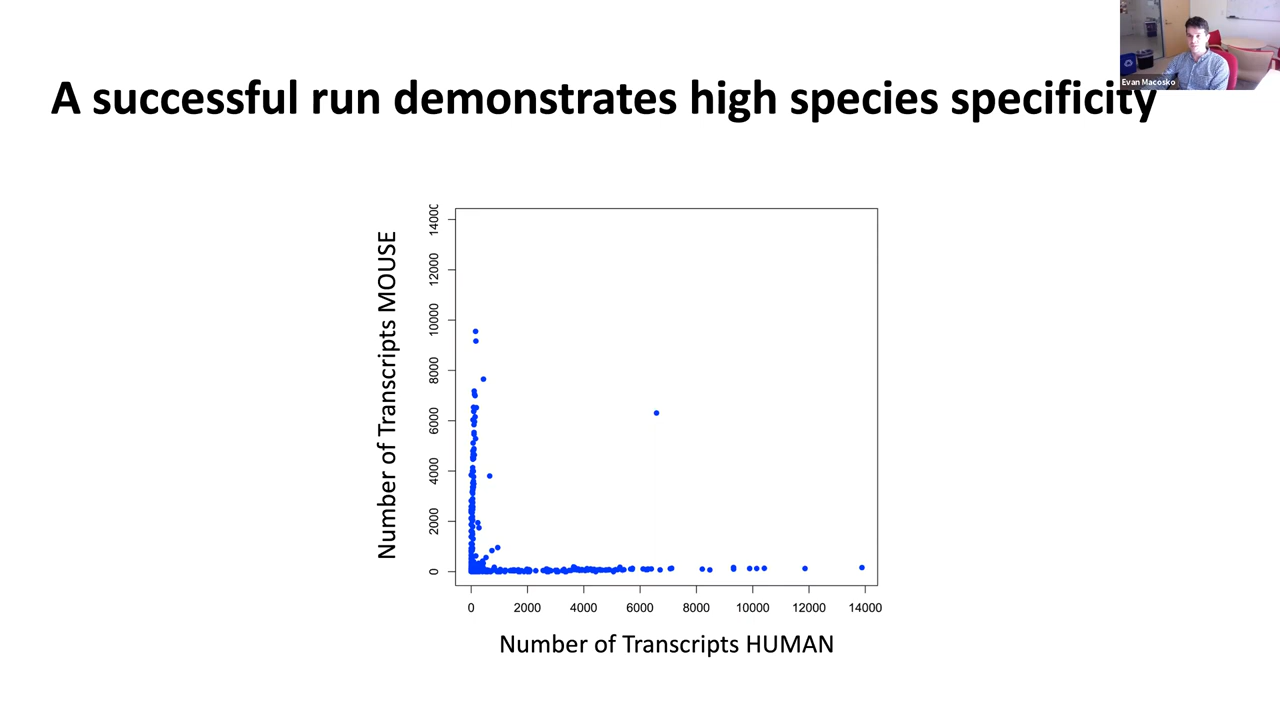 Evan Macosko
A successful run demonstrates high species specificity
Number of Transcripts MOUSE
14000
12000
10000
8000
6000
4000
2000
0
0 2000 4000 6000 8000 10000 12000 14000
Number of Transcripts HUMAN